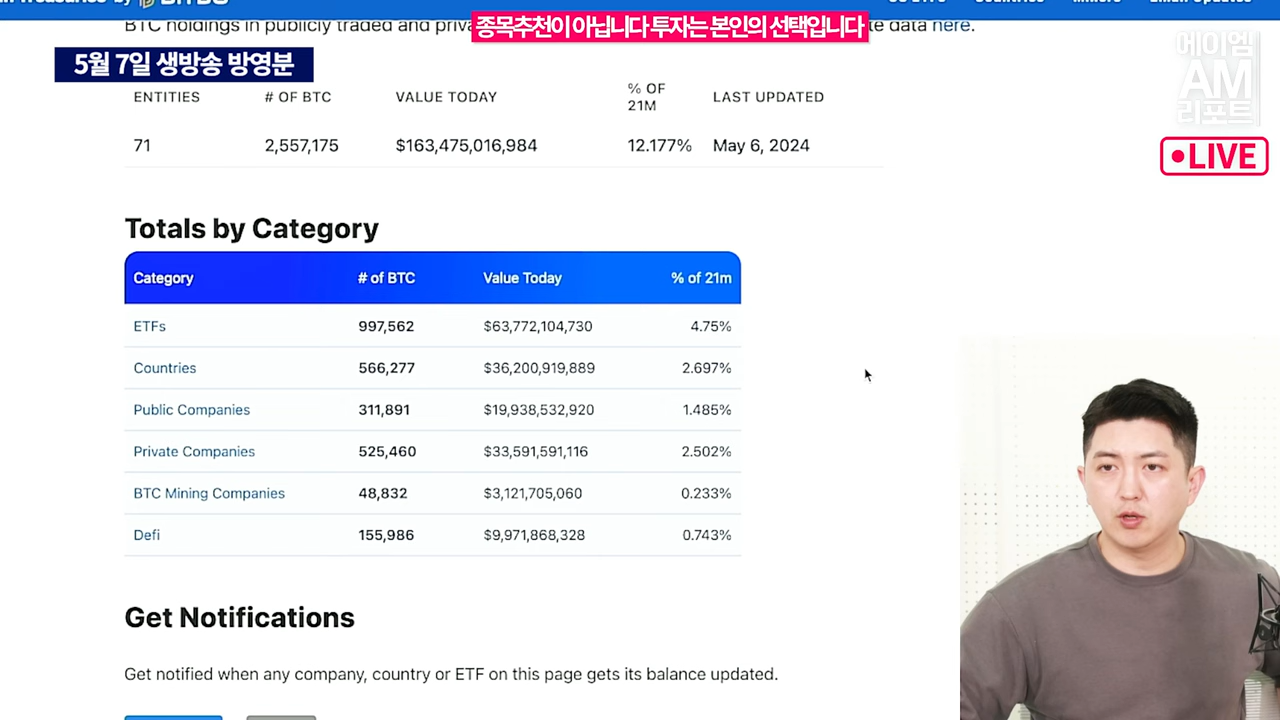 BTC holdings in publicly traded and
종목추천이 아닙니다 투자는 본인의 선택입니다
data here.
5월 7일 생방송 방영분
에이엠
AM
리포트
LIVE
ENTITIES # OF BTC VALUE TODAY % OF 21M LAST UPDATED
71 2,557,175 $163,475,016,984 12.177% May 6, 2024
Totals by Category
Category # of BTC Value Today % of 21m
ETFs 997,562 $63,772,104,730 4.75%
Countries 566,277 $36,200,919,889 2.697%
Public Companies 311,891 $19,938,532,920 1.485%
Private Companies 525,460 $33,591,591,116 2.502%
BTC Mining Companies 48,832 $3,121,705,060 0.233%
Defi 155,986 $9,971,868,328 0.743%
Get Notifications
Get notified when any company, country or ETF on this page gets its balance updated.